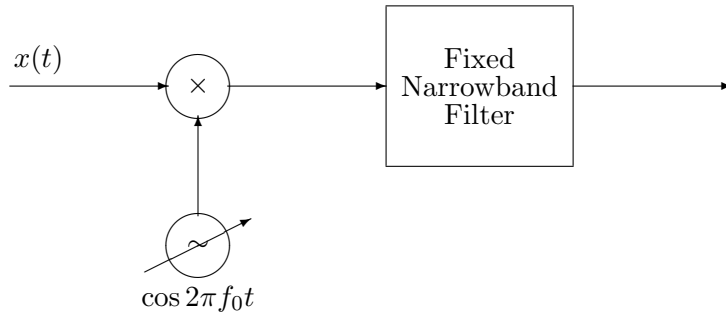 x(t)
×
Fixed
Narrowband
Filter
~
cos 2πf₀t